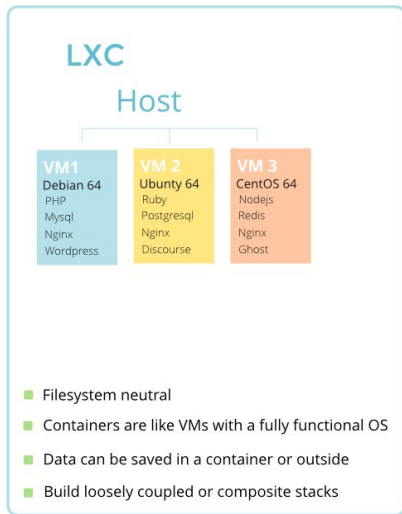 LXC
Host
VM1
Debian 64
PHP
Mysql
Nginx
Wordpress
VM 2
Ubunty 64
Ruby
Postgresql
Nginx
Discourse
VM 3
CentOS 64
Nodejs
Redis
Nginx
Ghost
Filesystem neutral
Containers are like VMs with a fully functional OS
Data can be saved in a container or outside
Build loosely coupled or composite stacks